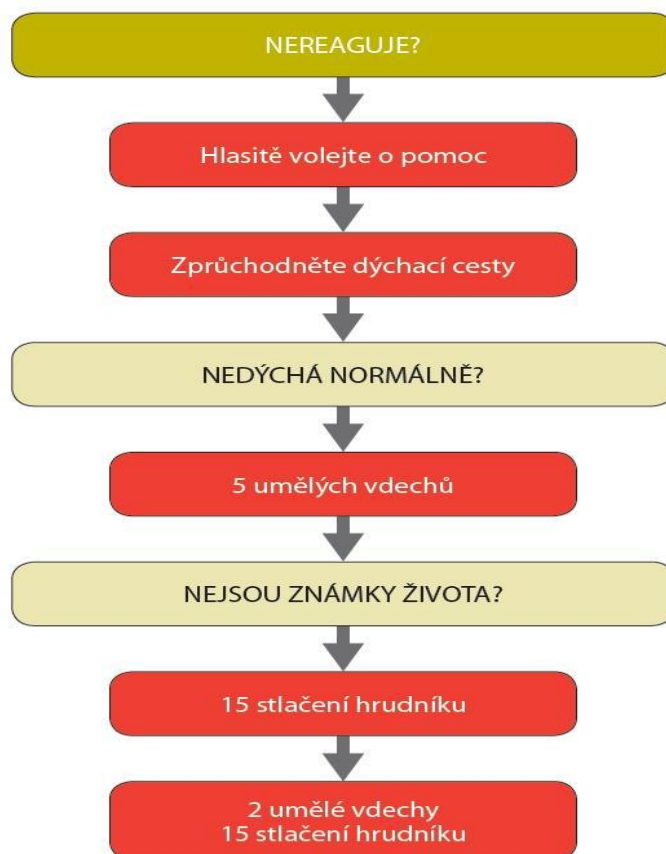 NEREAGUJE?
Hlasitě volejte o pomoc
Zprůchodněte dýchací cesty
NEDÝCHÁ NORMÁLNĚ?
5 umělých vdechů
NEJSOU ZNÁMKY ŽIVOTA?
15 stlačení hrudníku
2 umělé vdechy
15 stlačení hrudníku